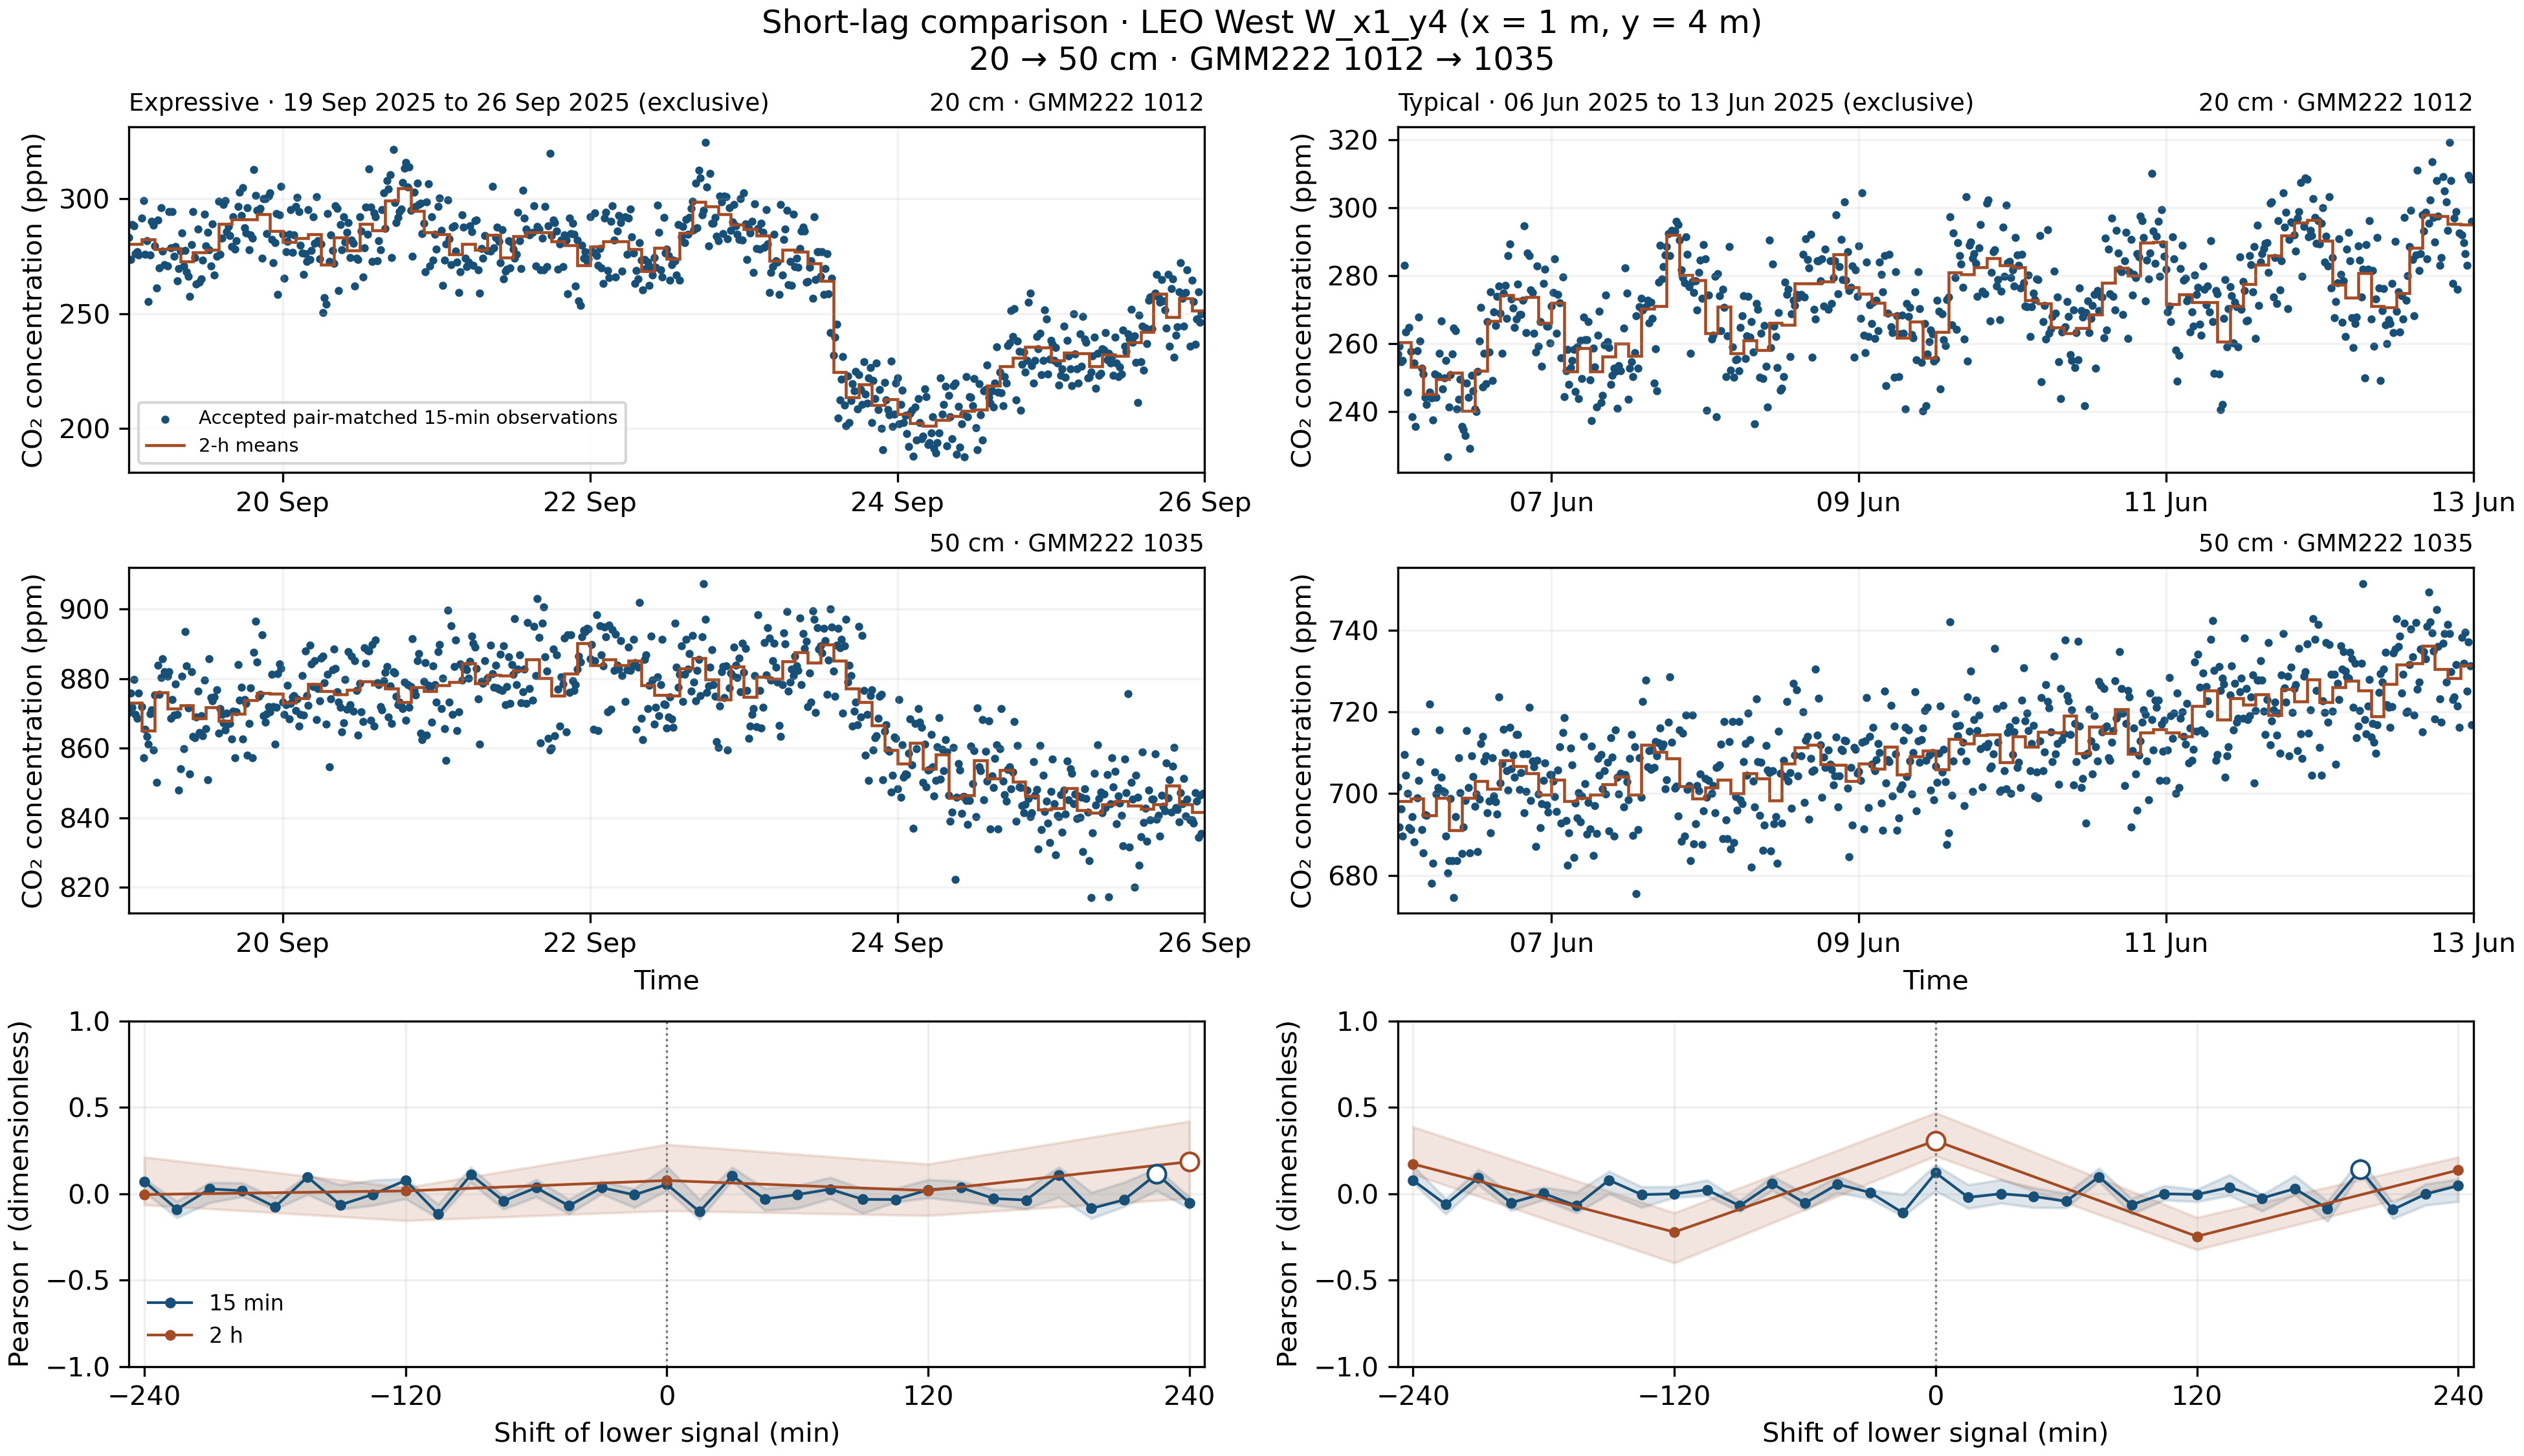 Short-lag comparison · LEO West W_x1_y4 (x = 1 m, y = 4 m)
20 → 50 cm · GMM222 1012 → 1035
Expressive · 19 Sep 2025 to 26 Sep 2025 (exclusive)
20 cm · GMM222 1012
CO₂ concentration (ppm)
300
250
200
Accepted pair-matched 15-min observations
2-h means
20 Sep
22 Sep
24 Sep
26 Sep
Typical · 06 Jun 2025 to 13 Jun 2025 (exclusive)
20 cm · GMM222 1012
CO₂ concentration (ppm)
320
300
280
260
240
07 Jun
09 Jun
11 Jun
13 Jun
50 cm · GMM222 1035
CO₂ concentration (ppm)
900
880
860
840
820
20 Sep
22 Sep
24 Sep
26 Sep
Time
50 cm · GMM222 1035
CO₂ concentration (ppm)
740
720
700
680
07 Jun
09 Jun
11 Jun
13 Jun
Time
Pearson r (dimensionless)
1.0
0.5
0.0
−0.5
−1.0
15 min
2 h
−240
−120
0
120
240
Shift of lower signal (min)
Pearson r (dimensionless)
1.0
0.5
0.0
−0.5
−1.0
−240
−120
0
120
240
Shift of lower signal (min)